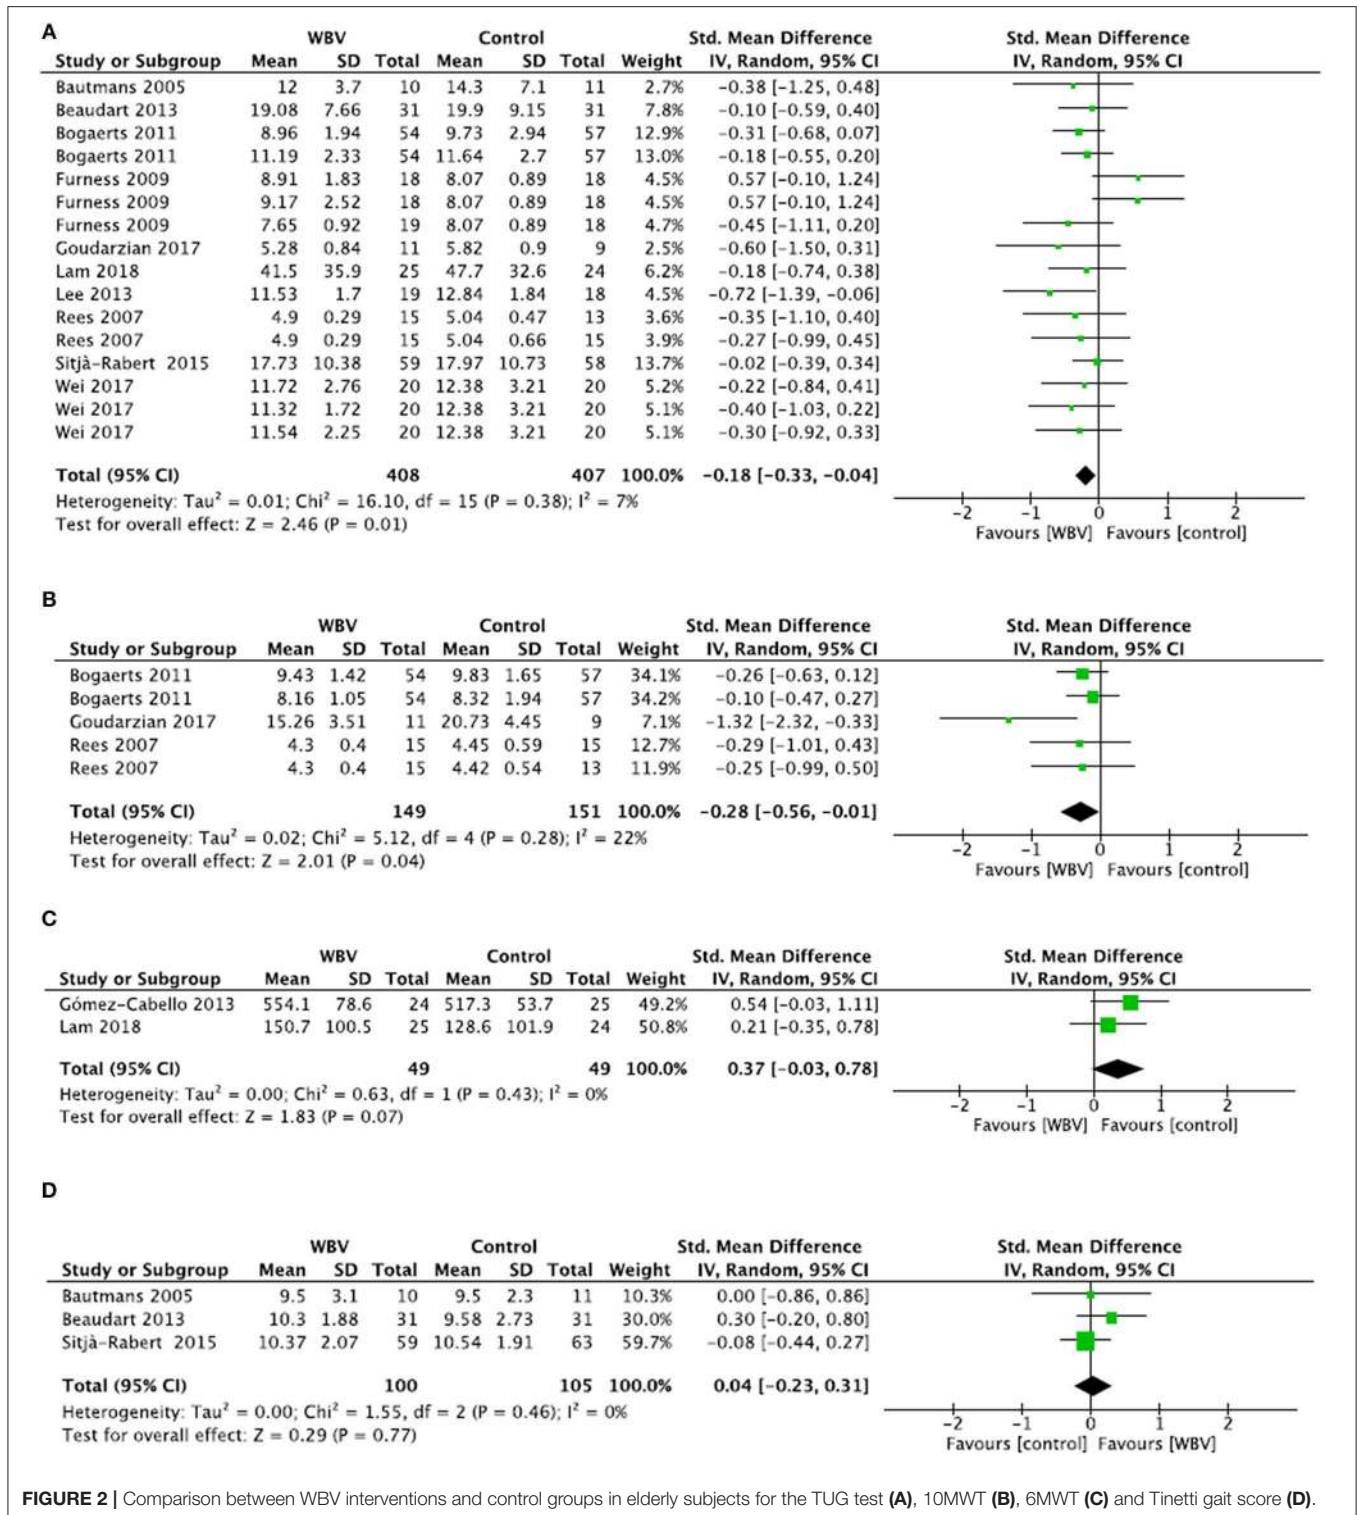 A
WBV Control Std. Mean Difference Std. Mean Difference
Study or Subgroup Mean SD Total Mean SD Total Weight IV, Random, 95% CI IV, Random, 95% CI
Bautmans 2005 12 3.7 10 14.3 7.1 11 2.7% -0.38 [-1.25, 0.48]
Beaudart 2013 19.08 7.66 31 19.9 9.15 31 7.8% -0.10 [-0.59, 0.40]
Bogaerts 2011 8.96 1.94 54 9.73 2.94 57 12.9% -0.31 [-0.68, 0.07]
Bogaerts 2011 11.19 2.33 54 11.64 2.7 57 13.0% -0.18 [-0.55, 0.20]
Furness 2009 8.91 1.83 18 8.07 0.89 18 4.5% 0.57 [-0.10, 1.24]
Furness 2009 9.17 2.52 18 8.07 0.89 18 4.5% 0.57 [-0.10, 1.24]
Furness 2009 7.65 0.92 19 8.07 0.89 18 4.7% -0.45 [-1.11, 0.20]
Goudarzian 2017 5.28 0.84 11 5.82 0.9 9 2.5% -0.60 [-1.50, 0.31]
Lam 2018 41.5 35.9 25 47.7 32.6 24 6.2% -0.18 [-0.74, 0.38]
Lee 2013 11.53 1.7 19 12.84 1.84 18 4.5% -0.72 [-1.39, -0.06]
Rees 2007 4.9 0.29 15 5.04 0.47 13 3.6% -0.35 [-1.10, 0.40]
Rees 2007 4.9 0.29 15 5.04 0.66 15 3.9% -0.27 [-0.99, 0.45]
Sitjà-Rabert 2015 17.73 10.38 59 17.97 10.73 58 13.7% -0.02 [-0.39, 0.34]
Wei 2017 11.72 2.76 20 12.38 3.21 20 5.2% -0.22 [-0.84, 0.41]
Wei 2017 11.32 1.72 20 12.38 3.21 20 5.1% -0.40 [-1.03, 0.22]
Wei 2017 11.54 2.25 20 12.38 3.21 20 5.1% -0.30 [-0.92, 0.33]
Total (95% CI) 408 407 100.0% -0.18 [-0.33, -0.04]
Heterogeneity: Tau² = 0.01; Chi² = 16.10, df = 15 (P = 0.38); I² = 7%
Test for overall effect: Z = 2.46 (P = 0.01)
-2 -1 0 1 2
Favours [WBV] Favours [control]
B
WBV Control Std. Mean Difference Std. Mean Difference
Study or Subgroup Mean SD Total Mean SD Total Weight IV, Random, 95% CI IV, Random, 95% CI
Bogaerts 2011 9.43 1.42 54 9.83 1.65 57 34.1% -0.26 [-0.63, 0.12]
Bogaerts 2011 8.16 1.05 54 8.32 1.94 57 34.2% -0.10 [-0.47, 0.27]
Goudarzian 2017 15.26 3.51 11 20.73 4.45 9 7.1% -1.32 [-2.32, -0.33]
Rees 2007 4.3 0.4 15 4.45 0.59 15 12.7% -0.29 [-1.01, 0.43]
Rees 2007 4.3 0.4 15 4.42 0.54 13 11.9% -0.25 [-0.99, 0.50]
Total (95% CI) 149 151 100.0% -0.28 [-0.56, -0.01]
Heterogeneity: Tau² = 0.02; Chi² = 5.12, df = 4 (P = 0.28); I² = 22%
Test for overall effect: Z = 2.01 (P = 0.04)
-2 -1 0 1 2
Favours [WBV] Favours [control]
C
WBV Control Std. Mean Difference Std. Mean Difference
Study or Subgroup Mean SD Total Mean SD Total Weight IV, Random, 95% CI IV, Random, 95% CI
Gómez-Cabello 2013 554.1 78.6 24 517.3 53.7 25 49.2% 0.54 [-0.03, 1.11]
Lam 2018 150.7 100.5 25 128.6 101.9 24 50.8% 0.21 [-0.35, 0.78]
Total (95% CI) 49 49 100.0% 0.37 [-0.03, 0.78]
Heterogeneity: Tau² = 0.00; Chi² = 0.63, df = 1 (P = 0.43); I² = 0%
Test for overall effect: Z = 1.83 (P = 0.07)
-2 -1 0 1 2
Favours [WBV] Favours [control]
D
WBV Control Std. Mean Difference Std. Mean Difference
Study or Subgroup Mean SD Total Mean SD Total Weight IV, Random, 95% CI IV, Random, 95% CI
Bautmans 2005 9.5 3.1 10 9.5 2.3 11 10.3% 0.00 [-0.86, 0.86]
Beaudart 2013 10.3 1.88 31 9.58 2.73 31 30.0% 0.30 [-0.20, 0.80]
Sitjà-Rabert 2015 10.37 2.07 59 10.54 1.91 63 59.7% -0.08 [-0.44, 0.27]
Total (95% CI) 100 105 100.0% 0.04 [-0.23, 0.31]
Heterogeneity: Tau² = 0.00; Chi² = 1.55, df = 2 (P = 0.46); I² = 0%
Test for overall effect: Z = 0.29 (P = 0.77)
-2 -1 0 1 2
Favours [control] Favours [WBV]
FIGURE 2 | Comparison between WBV interventions and control groups in elderly subjects for the TUG test (A), 10MWT (B), 6MWT (C) and Tinetti gait score (D).